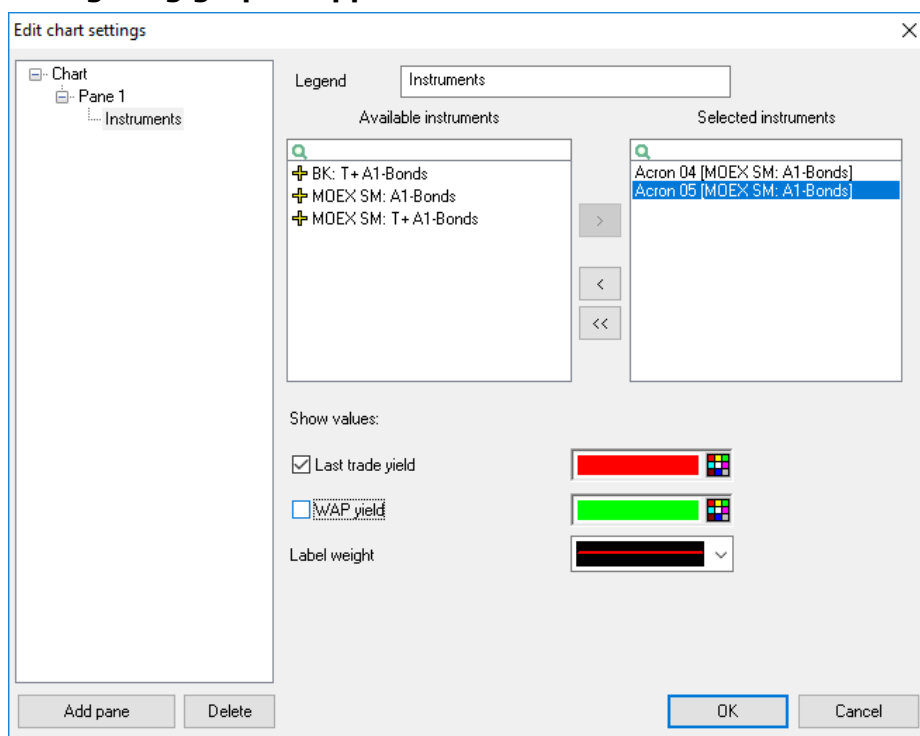 Edit chart settings
Chart
Pane 1
Instruments
Legend
Instruments
Available instruments
Selected instruments
BK: T+ A1-Bonds
MOEX SM: A1-Bonds
MOEX SM: T+ A1-Bonds
Acron 04 [MOEX SM: A1-Bonds]
Acron 05 [MOEX SM: A1-Bonds]
>
<
<<
Show values:
Last trade yield
WAP yield
Label weight
Add pane
Delete
OK
Cancel